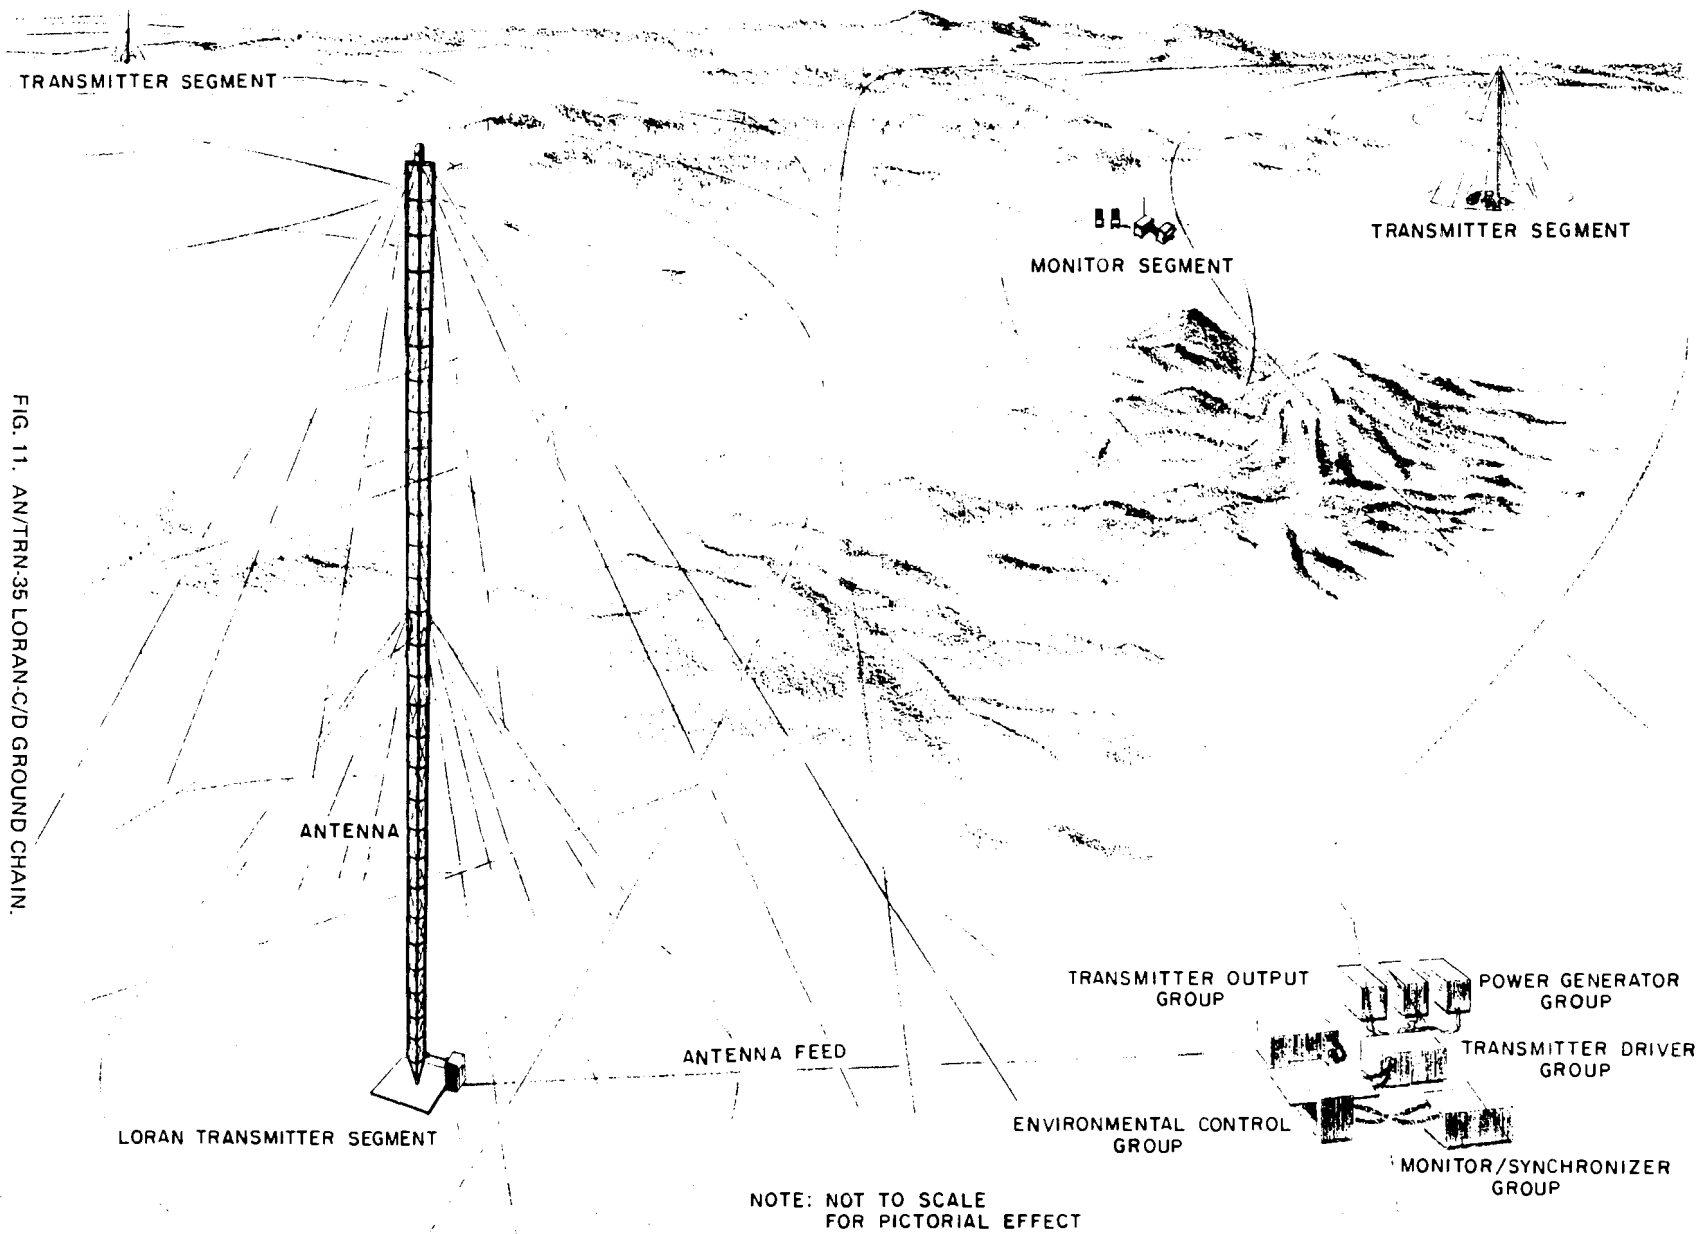 TRANSMITTER SEGMENT
TRANSMITTER SEGMENT
MONITOR SEGMENT
ANTENNA
TRANSMITTER OUTPUT
GROUP
POWER GENERATOR
GROUP
ANTENNA FEED
TRANSMITTER DRIVER
GROUP
ENVIRONMENTAL CONTROL
GROUP
LORAN TRANSMITTER SEGMENT
MONITOR/SYNCHRONIZER
GROUP
NOTE: NOT TO SCALE
FOR PICTORIAL EFFECT
FIG. 11. AN/TRN-35 LORAN-C/D GROUND CHAIN.